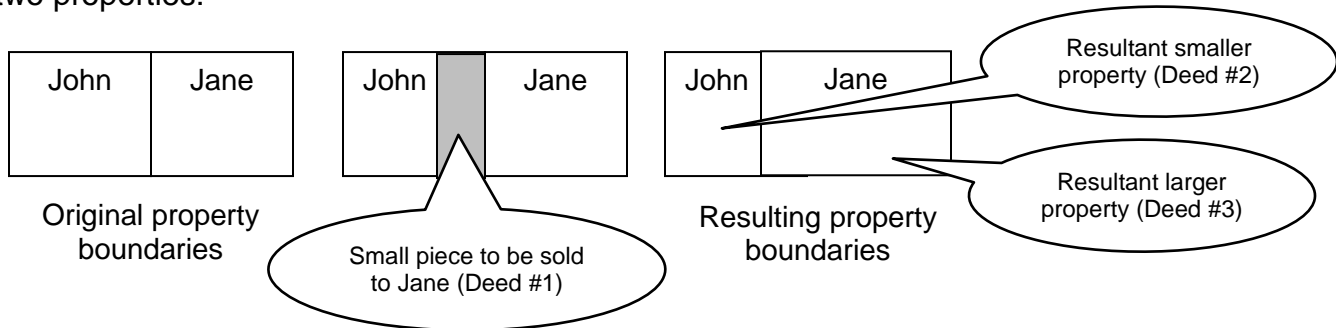 two properties.
John Jane
John Jane
John Jane
Resultant smaller
property (Deed #2)
Resultant larger
property (Deed #3)
Original property
boundaries
Small piece to be sold
to Jane (Deed #1)
Resulting property
boundaries